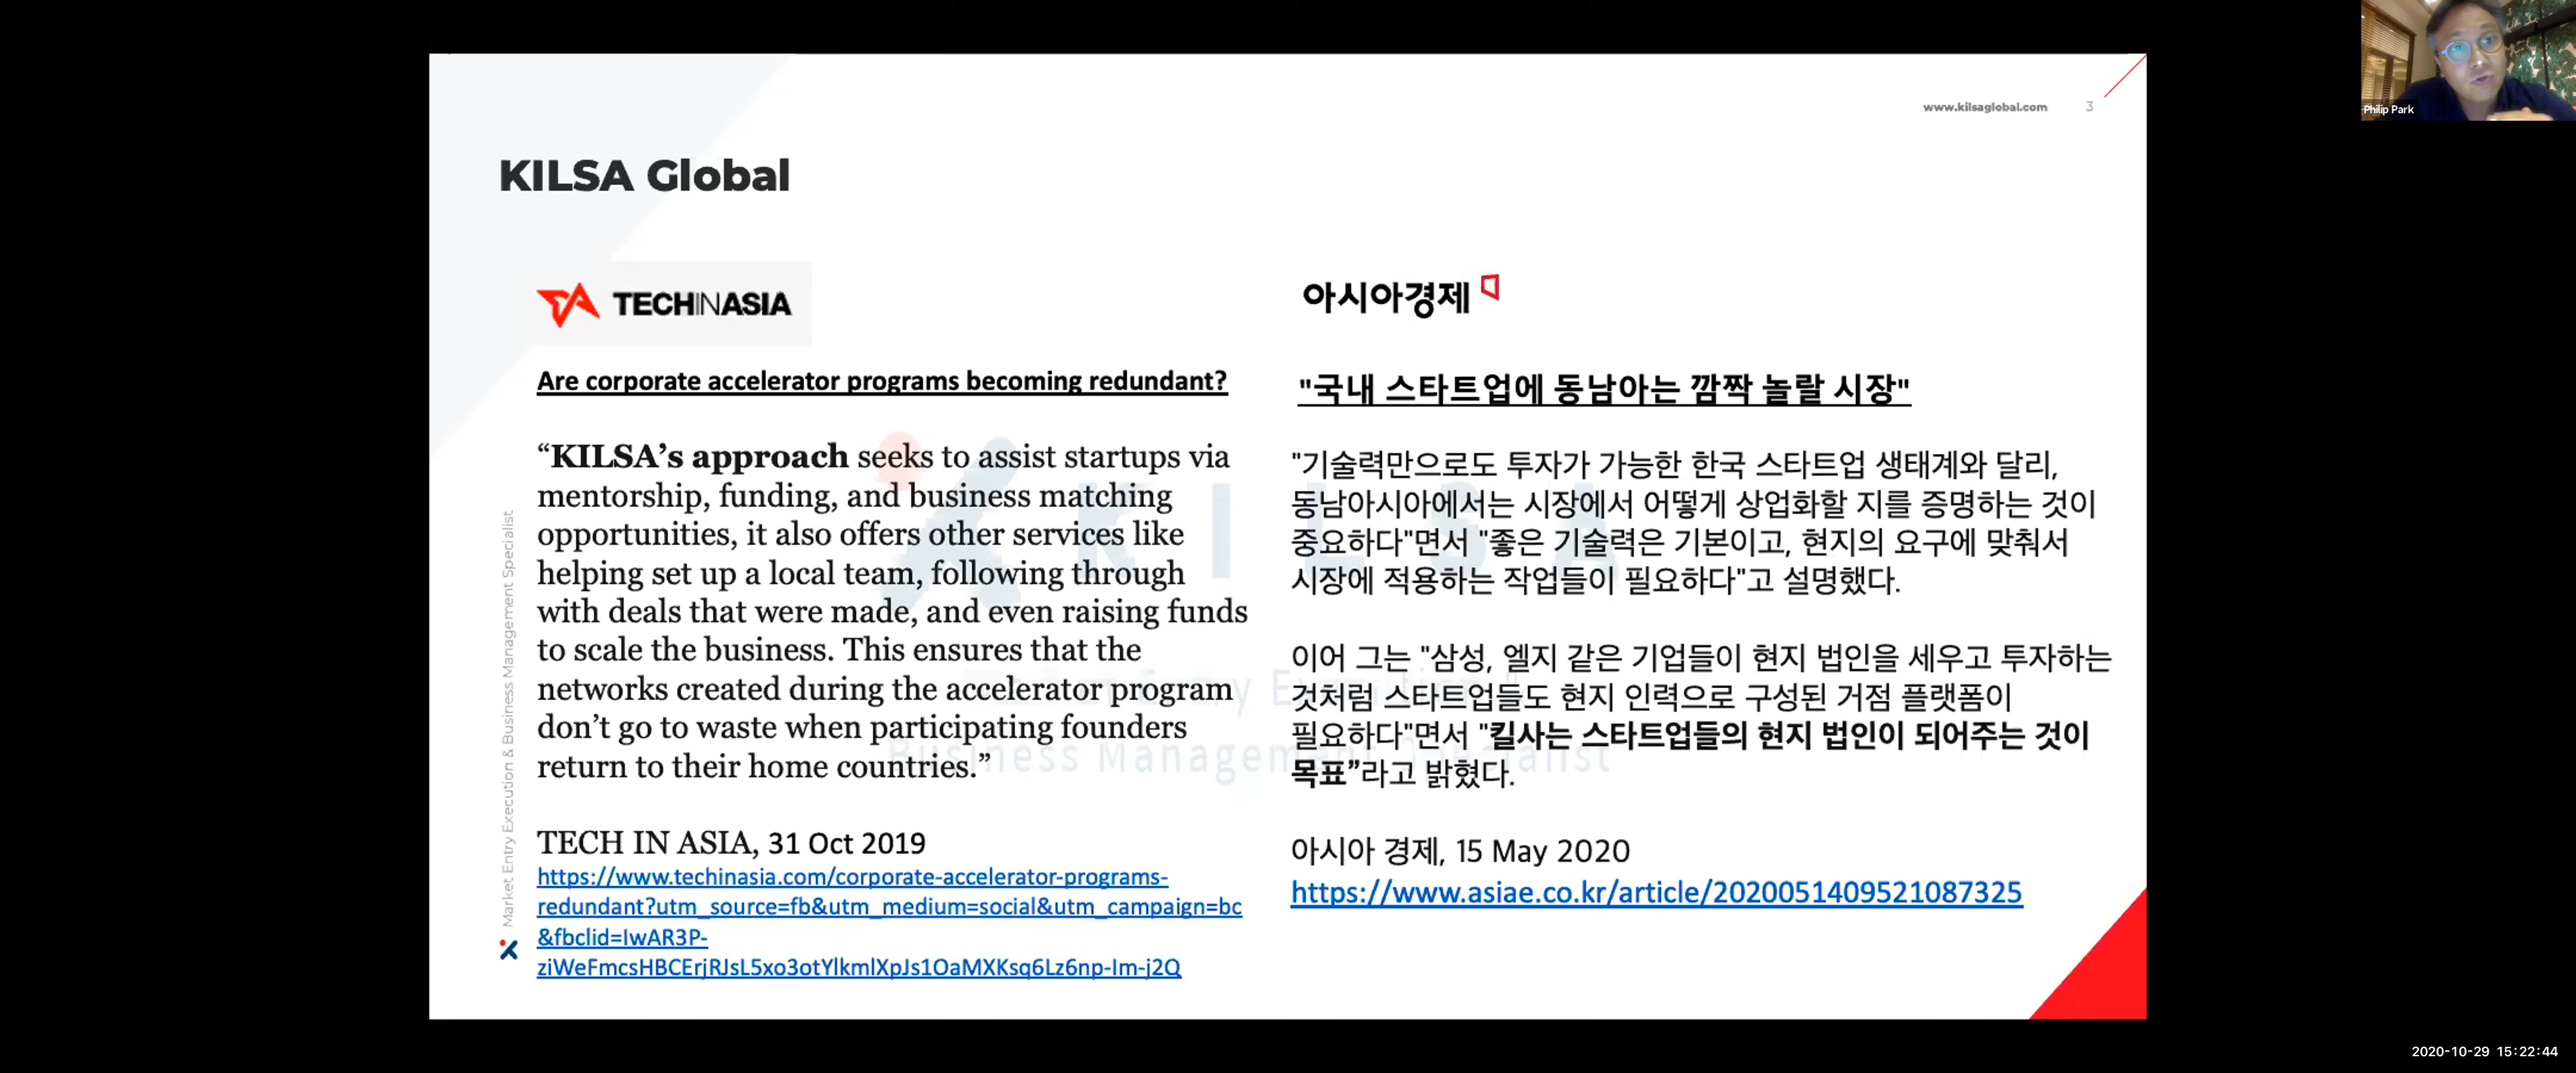 www.kilsaglobal.com 3
Philip Park
KILSA Global
TECHINASIA
Are corporate accelerator programs becoming redundant?
“KILSA’s approach seeks to assist startups via
mentorship, funding, and business matching
opportunities, it also offers other services like
helping set up a local team, following through
with deals that were made, and even raising funds
to scale the business. This ensures that the
networks created during the accelerator program
don’t go to waste when participating founders
return to their home countries.”
TECH IN ASIA, 31 Oct 2019
https://www.techinasia.com/corporate-accelerator-programs-
redundant?utm_source=fb&utm_medium=social&utm_campaign=bc
&fbclid=IwAR3P-
ziWeFmcsHBCErjRJsL5xo3otYlkmlXpJs1OaMXKsq6Lz6np-Im-j2Q
아시아경제
"국내 스타트업에 동남아는 깜짝 놀랄 시장"
"기술력만으로도 투자가 가능한 한국 스타트업 생태계와 달리,
동남아시아에서는 시장에서 어떻게 상업화할 지를 증명하는 것이
중요하다"면서 "좋은 기술력은 기본이고, 현지의 요구에 맞춰서
시장에 적용하는 작업들이 필요하다"고 설명했다.
이어 그는 "삼성, 엘지 같은 기업들이 현지 법인을 세우고 투자하는
것처럼 스타트업들도 현지 인력으로 구성된 거점 플랫폼이
필요하다"면서 "킬사는 스타트업들의 현지 법인이 되어주는 것이
목표”라고 밝혔다.
아시아 경제, 15 May 2020
https://www.asiae.co.kr/article/2020051409521087325
Market Entry Execution & Business Management Specialist
KILSA
Business Management Specialist
2020-10-29 15:22:44